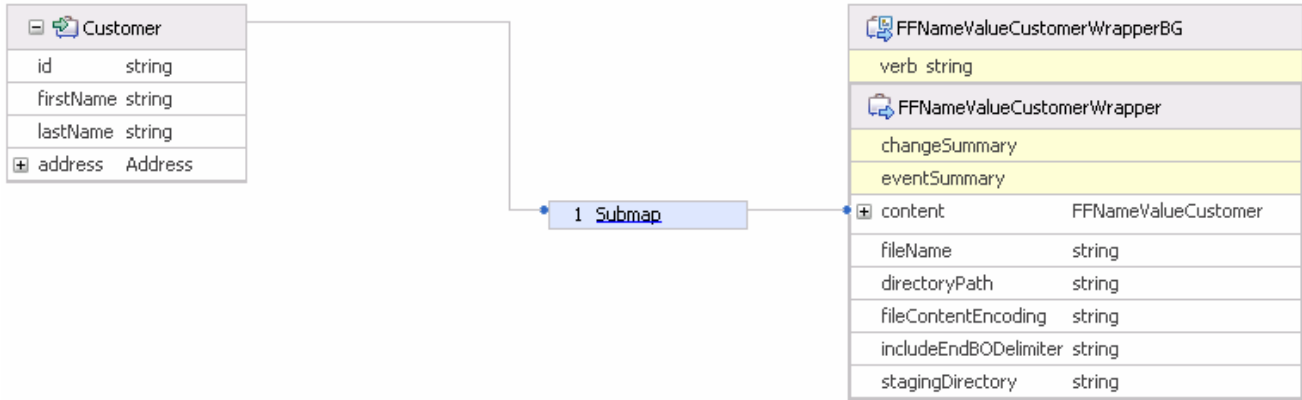 Customer
id string
firstName string
lastName string
address Address
1 Submap
FFNameValueCustomerWrapperBG
verb string
FFNameValueCustomerWrapper
changeSummary
eventSummary
content FFNameValueCustomer
fileName string
directoryPath string
fileContentEncoding string
includeEndBODelimiter string
stagingDirectory string